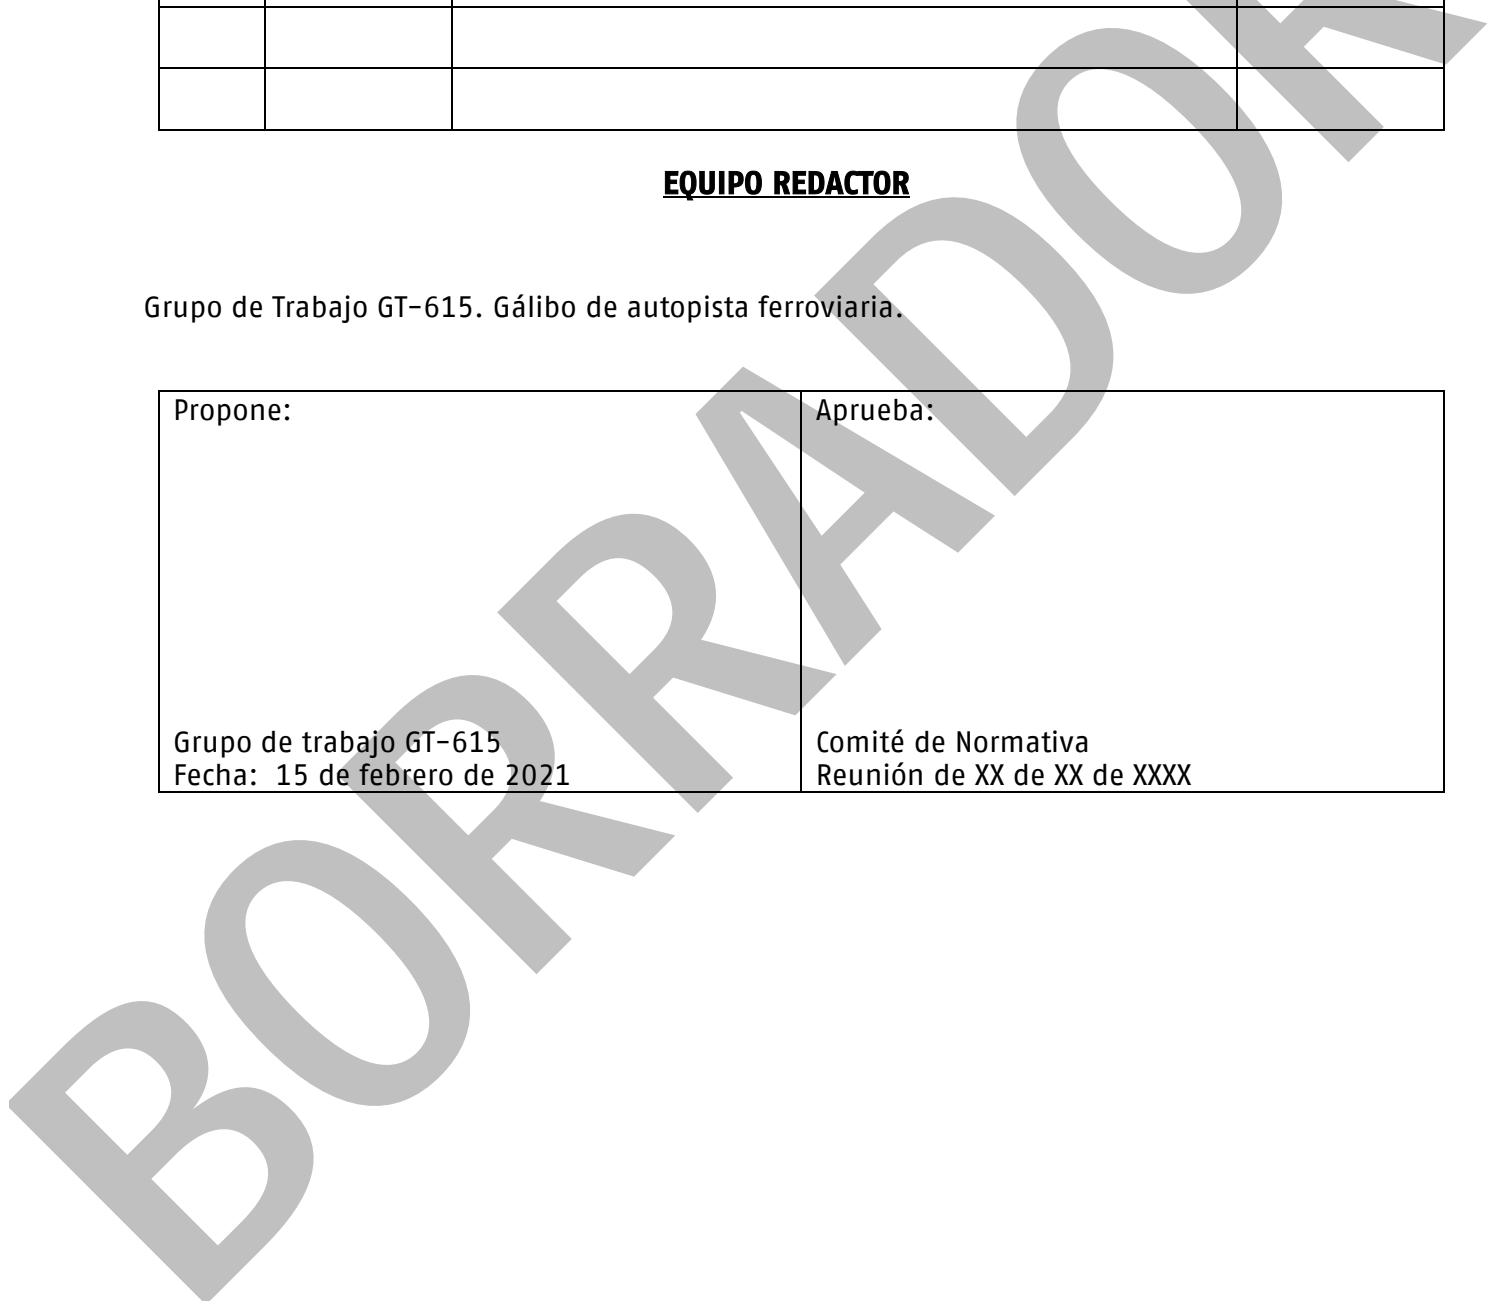 EQUIPO REDACTOR
Grupo de Trabajo GT-615. Gálibo de autopista ferroviaria.
Propone:
Aprueba:
Grupo de trabajo GT-615
Fecha: 15 de febrero de 2021
Comité de Normativa
Reunión de XX de XX de XXXX
BORRADOR